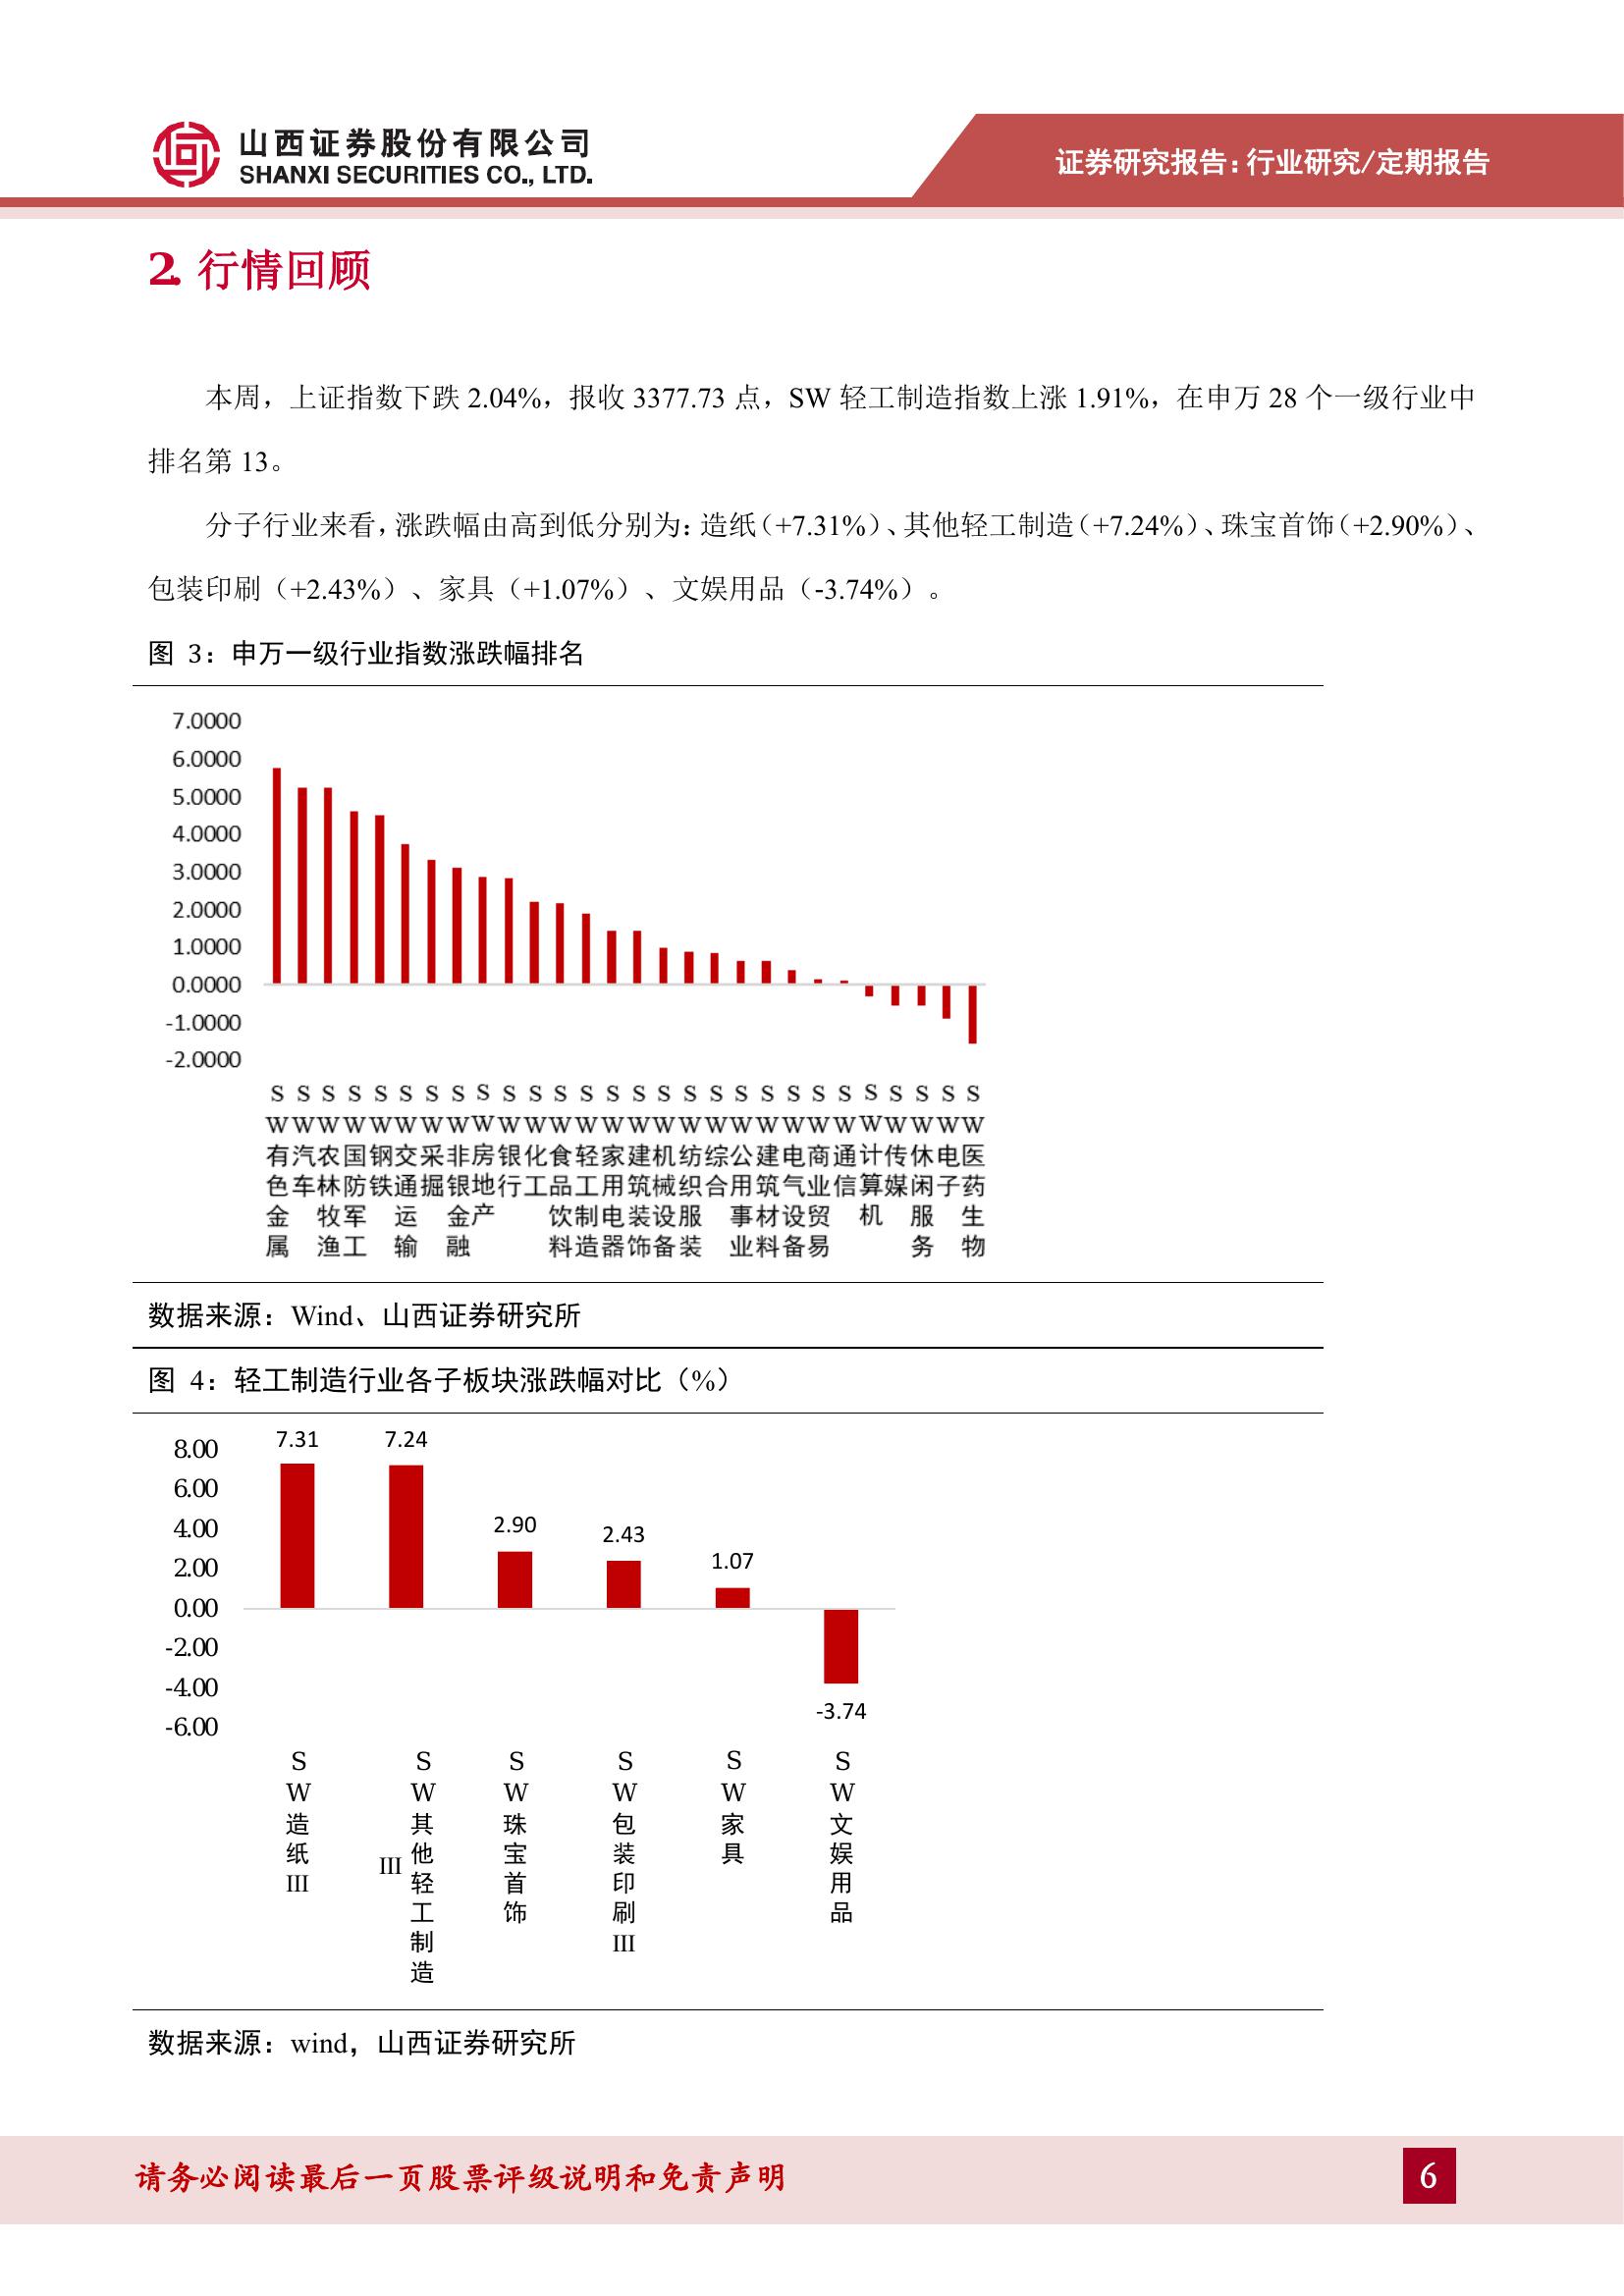 山西证券股份有限公司
SHANXI SECURITIES CO., LTD.
证券研究报告：行业研究/定期报告
2. 行情回顾
本周，上证指数下跌 2.04%，报收 3377.73 点，SW 轻工制造指数上涨 1.91%，在申万 28 个一级行业中
排名第 13。
分子行业来看，涨跌幅由高到低分别为：造纸（+7.31%）、其他轻工制造（+7.24%）、珠宝首饰（+2.90%）、
包装印刷（+2.43%）、家具（+1.07%）、文娱用品（-3.74%）。
图 3：申万一级行业指数涨跌幅排名
7.0000
6.0000
5.0000
4.0000
3.0000
2.0000
1.0000
0.0000
-1.0000
-2.0000
SW有色金属
SW汽车
SW农林牧渔
SW国防军工
SW钢铁
SW交通运输
SW采掘
SW非银金融
SW房地产
SW银行
SW化工
SW食品饮料
SW轻工制造
SW家用电器
SW建筑装饰
SW机械设备
SW纺织服装
SW综合
SW公用事业
SW建筑材料
SW电气设备
SW商业贸易
SW通信
SW计算机
SW传媒
SW休闲服务
SW电子
SW医药生物
数据来源：Wind、山西证券研究所
图 4：轻工制造行业各子板块涨跌幅对比（%）
8.00
6.00
4.00
2.00
0.00
-2.00
-4.00
-6.00
7.31
7.24
2.90
2.43
1.07
-3.74
SW造纸III
SW其他轻工制造III
SW珠宝首饰
SW包装印刷III
SW家具
SW文娱用品
数据来源：wind，山西证券研究所
请务必阅读最后一页股票评级说明和免责声明
6